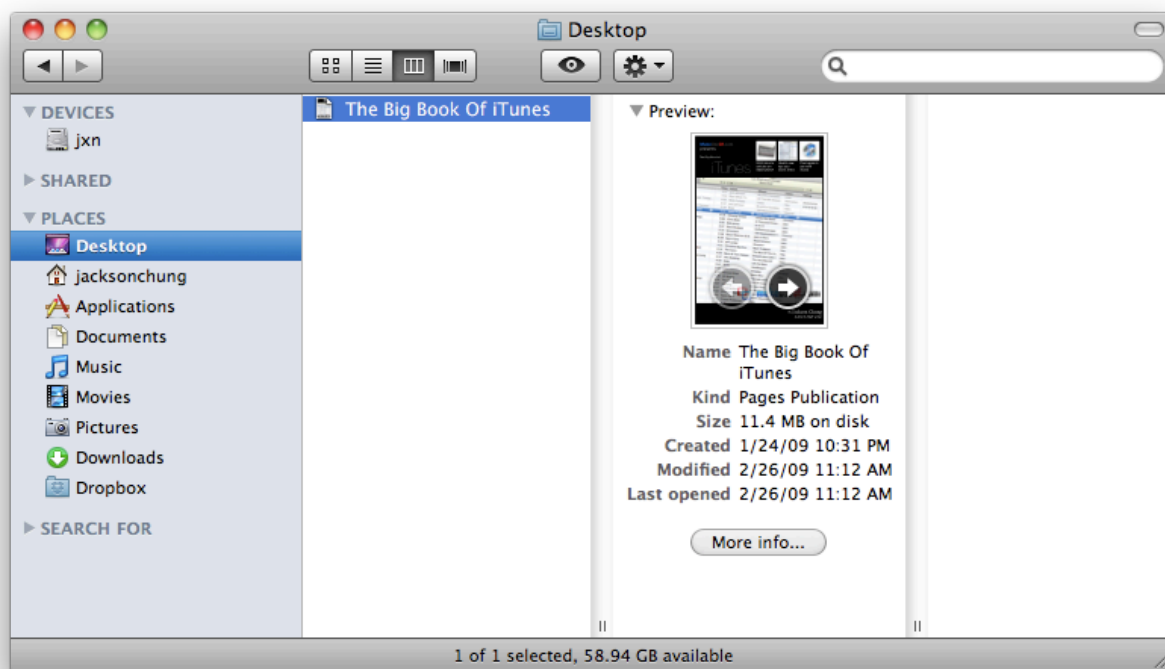 Desktop
DEVICES
jxn
SHARED
PLACES
Desktop
jacksonchung
Applications
Documents
Music
Movies
Pictures
Downloads
Dropbox
SEARCH FOR
The Big Book Of iTunes
Preview:
iTunes
Name The Big Book Of
iTunes
Kind Pages Publication
Size 11.4 MB on disk
Created 1/24/09 10:31 PM
Modified 2/26/09 11:12 AM
Last opened 2/26/09 11:12 AM
More info...
1 of 1 selected, 58.94 GB available